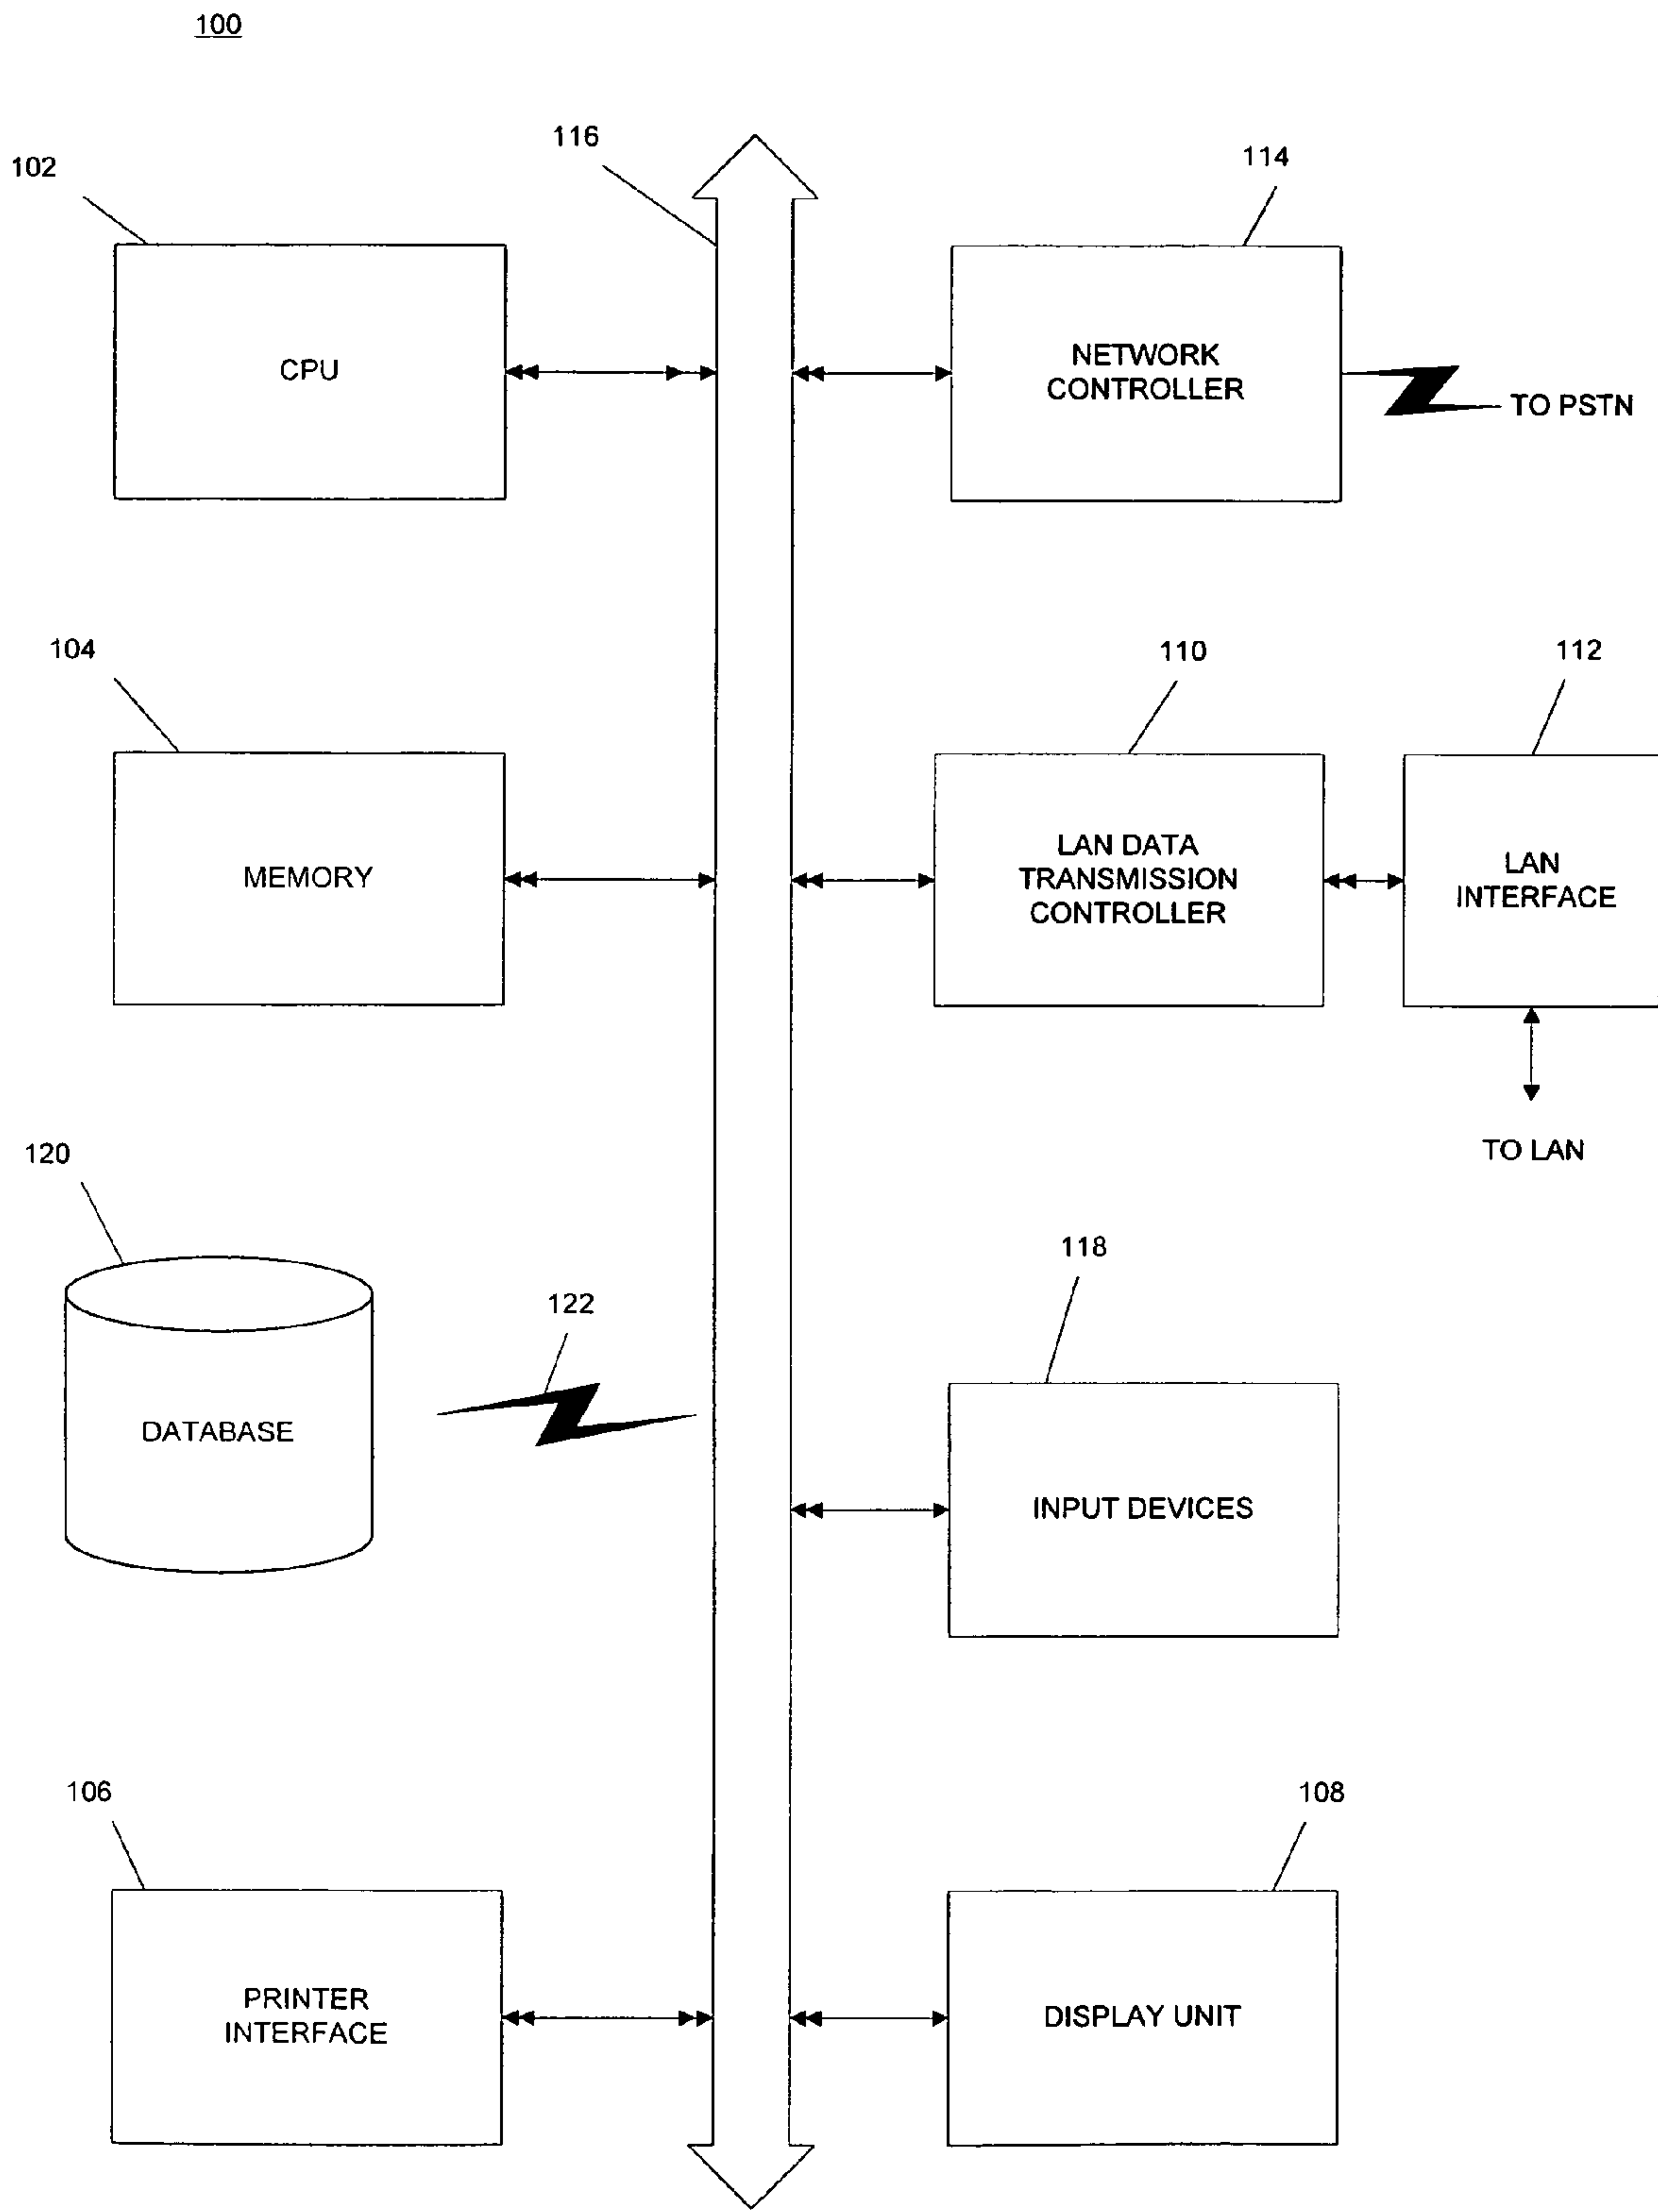 100
102
116
114
CPU
NETWORK
CONTROLLER
TO PSTN
104
110
112
MEMORY
LAN DATA
TRANSMISSION
CONTROLLER
LAN
INTERFACE
TO LAN
120
118
122
DATABASE
INPUT DEVICES
106
108
PRINTER
INTERFACE
DISPLAY UNIT